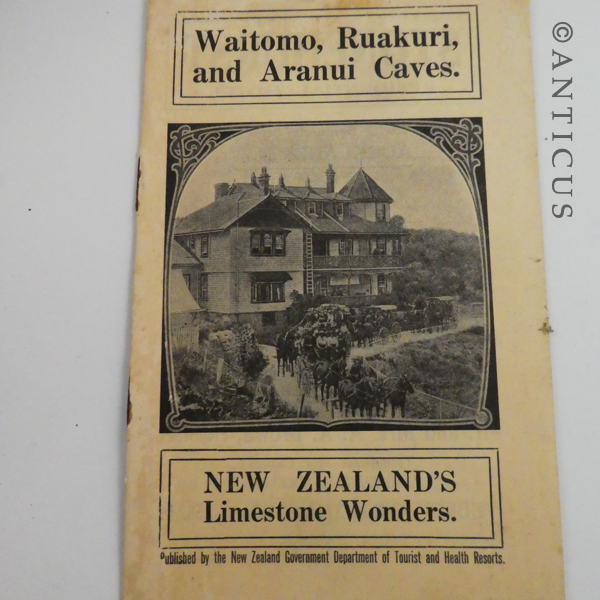 Waitomo, Ruakuri,
and Aranui Caves.
NEW ZEALAND'S
Limestone Wonders.
Published by the New Zealand Government Department of Tourist and Health Resorts.
©ANTICUS